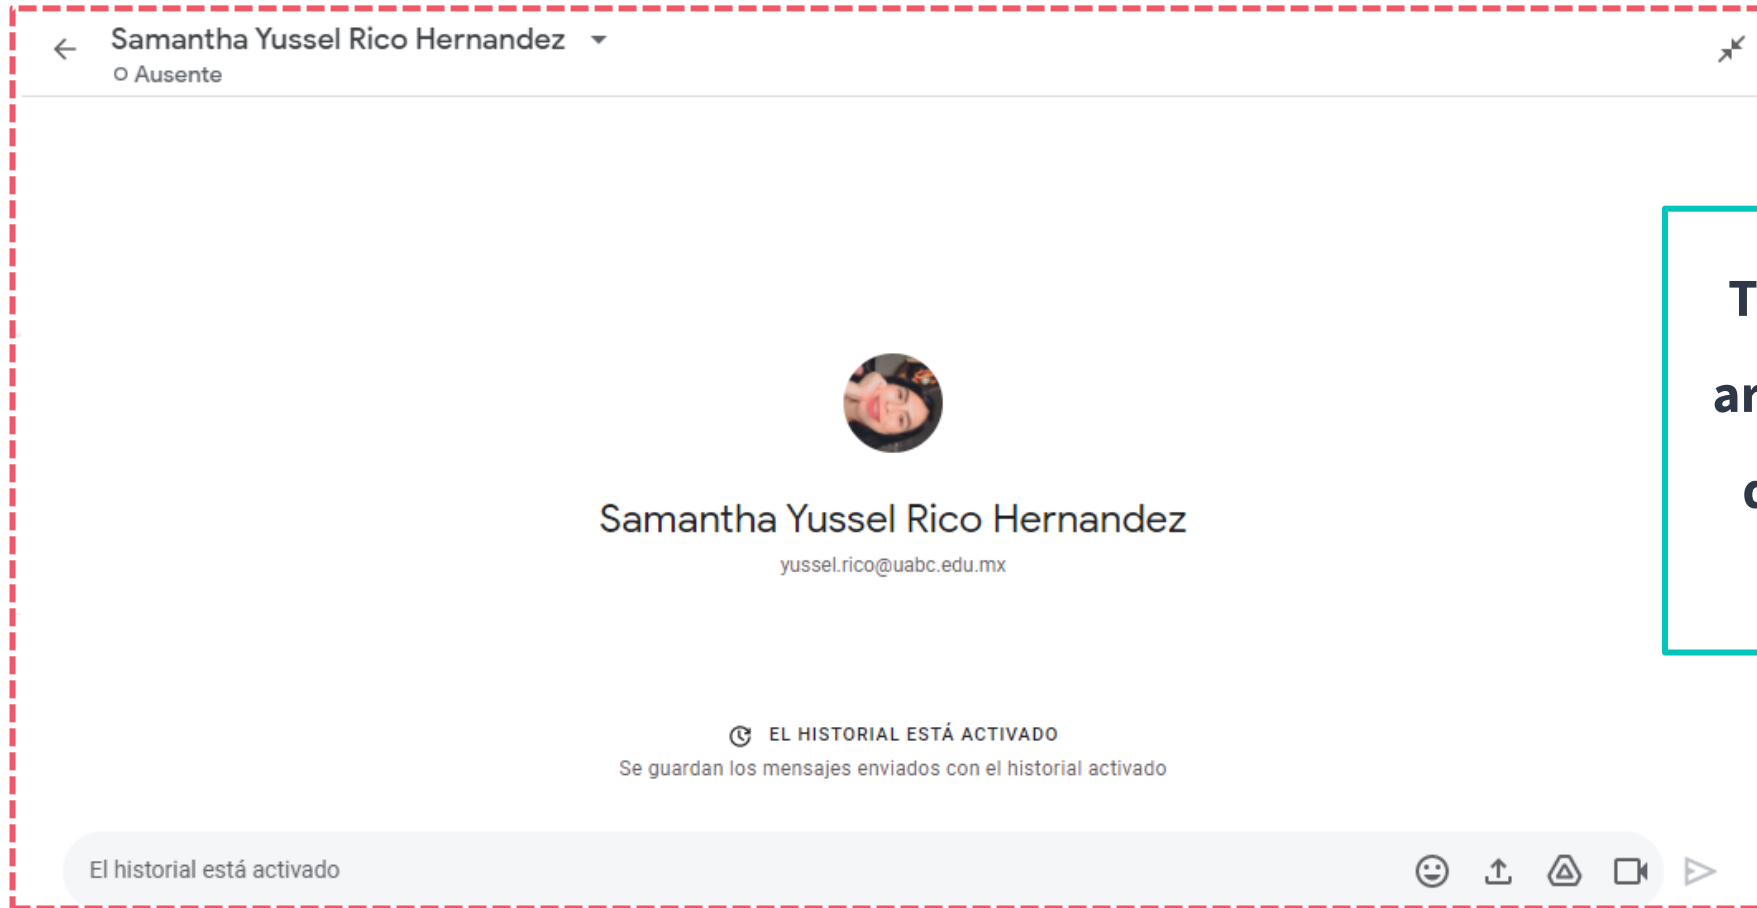 Samantha Yussel Rico Hernandez
Ausente
Samantha Yussel Rico Hernandez
yussel.rico@uabc.edu.mx
EL HISTORIAL ESTÁ ACTIVADO
Se guardan los mensajes enviados con el historial activado
El historial está activado